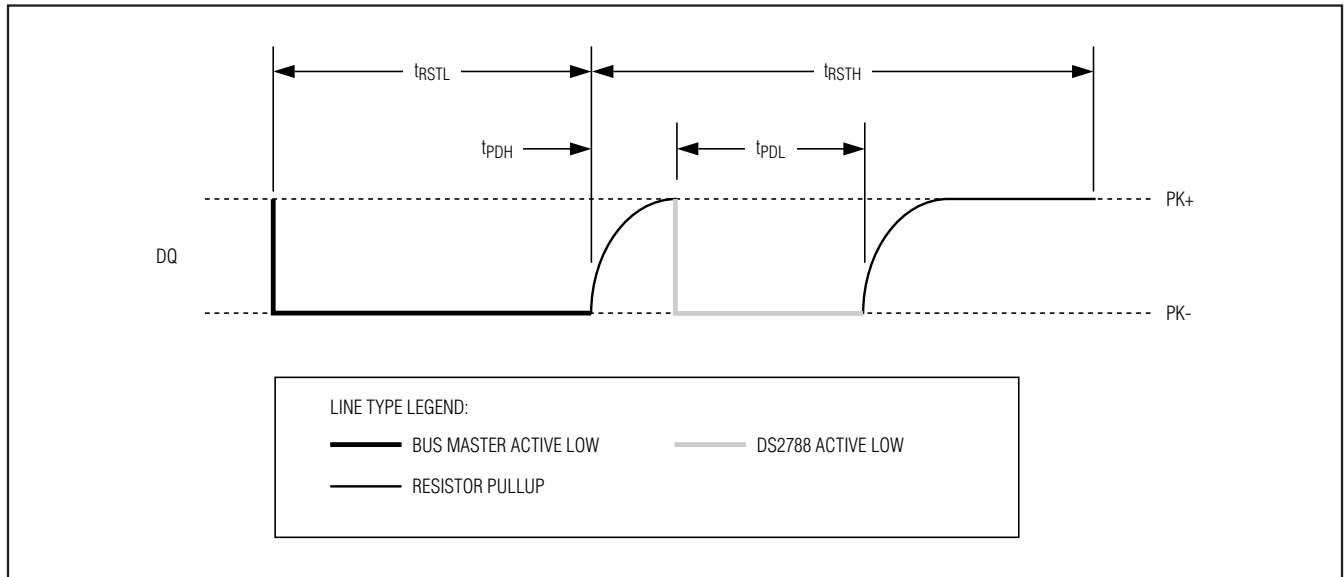 tRSTL
tRSTH
tPDH
tPDL
PK+
DQ
PK-
LINE TYPE LEGEND:
BUS MASTER ACTIVE LOW
DS2788 ACTIVE LOW
RESISTOR PULLUP